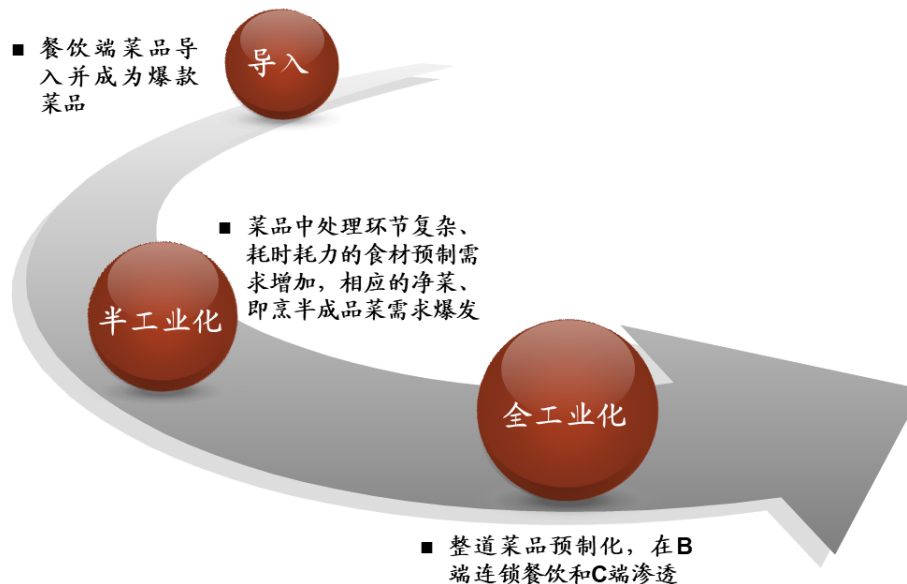 导入
■ 餐饮端菜品导
入并成为爆款
菜品
半工业化
■ 菜品中处理环节复杂、
耗时耗力的食材预制需
求增加，相应的净菜、
即烹半成品菜需求爆发
全工业化
■ 整道菜品预制化，在B
端连锁餐饮和C端渗透